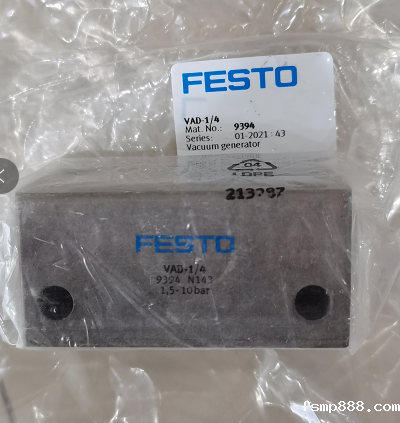 FESTO
VAD-1/4
Mat. No.: 9394
Series: 01-2021 : 43
Vacuum generator
04
LDPE
FESTO
VAD-1/4
9394 N143
1,5-10bar
fsmp888.com